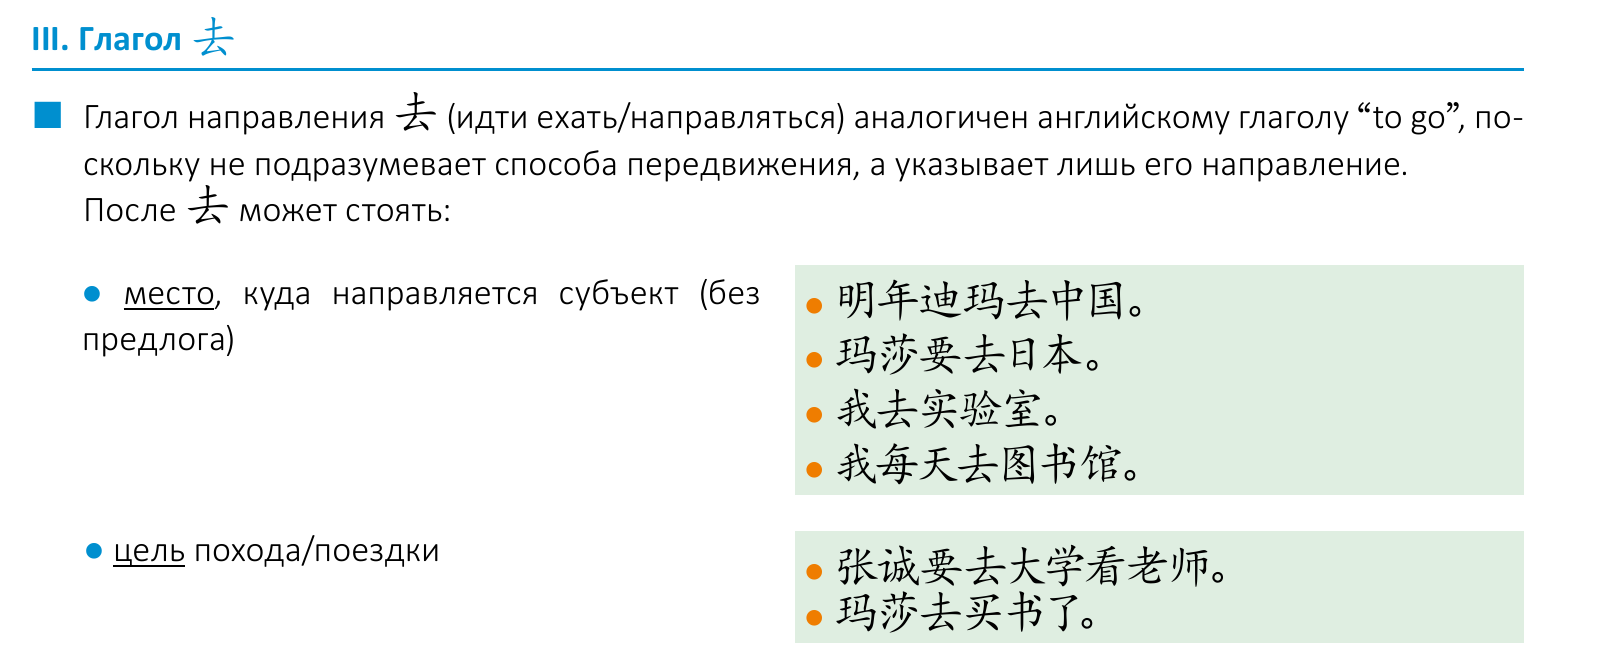 III. Глагол 去
■ Глагол направления 去 (идти ехать/направляться) аналогичен английскому глаголу “to go”, по-
скольку не подразумевает способа передвижения, а указывает лишь его направление.
После 去 может стоять:
● место, куда направляется субъект (без
предлога)
● 明年迪玛去中国。
● 玛莎要去日本。
● 我去实验室。
● 我每天去图书馆。
● цель похода/поездки
● 张诚要去大学看老师。
● 玛莎去买书了。